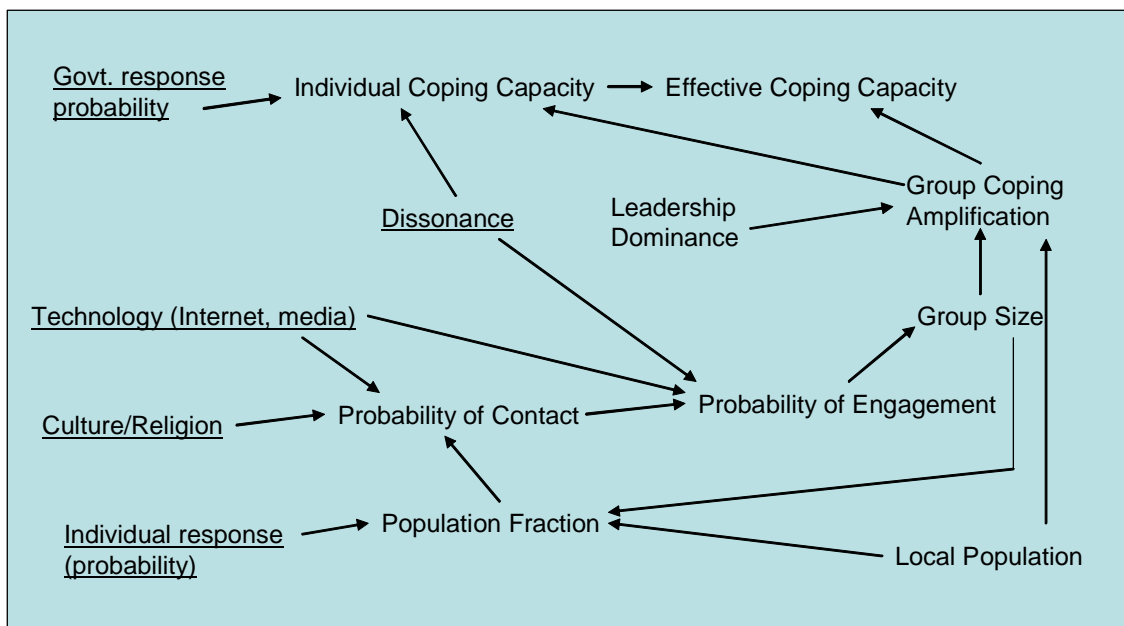 Govt. response
probability
Individual Coping Capacity
Effective Coping Capacity
Group Coping
Amplification
Leadership
Dominance
Dissonance
Technology (Internet, media)
Group Size
Probability of Engagement
Probability of Contact
Culture/Religion
Population Fraction
Individual response
(probability)
Local Population